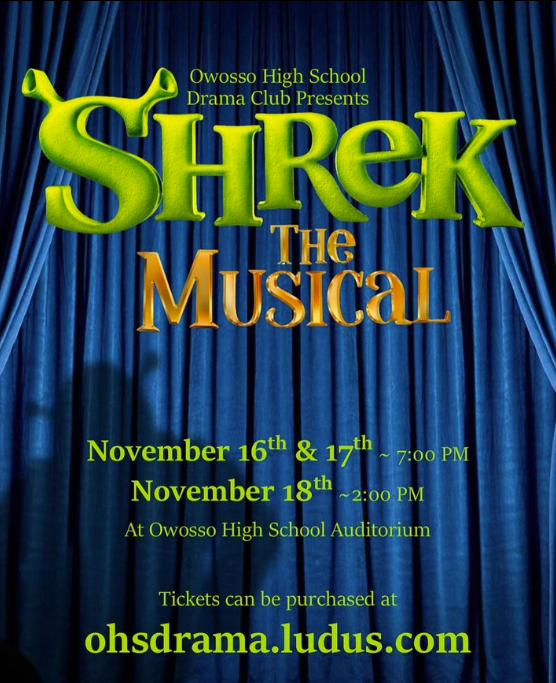 Owosso High School
Drama Club Presents
SHReK
THe
MUSICaL
November 16th & 17th ~ 7:00 PM
November 18th ~2:00 PM
At Owosso High School Auditorium
Tickets can be purchased at
ohsdrama.ludus.com